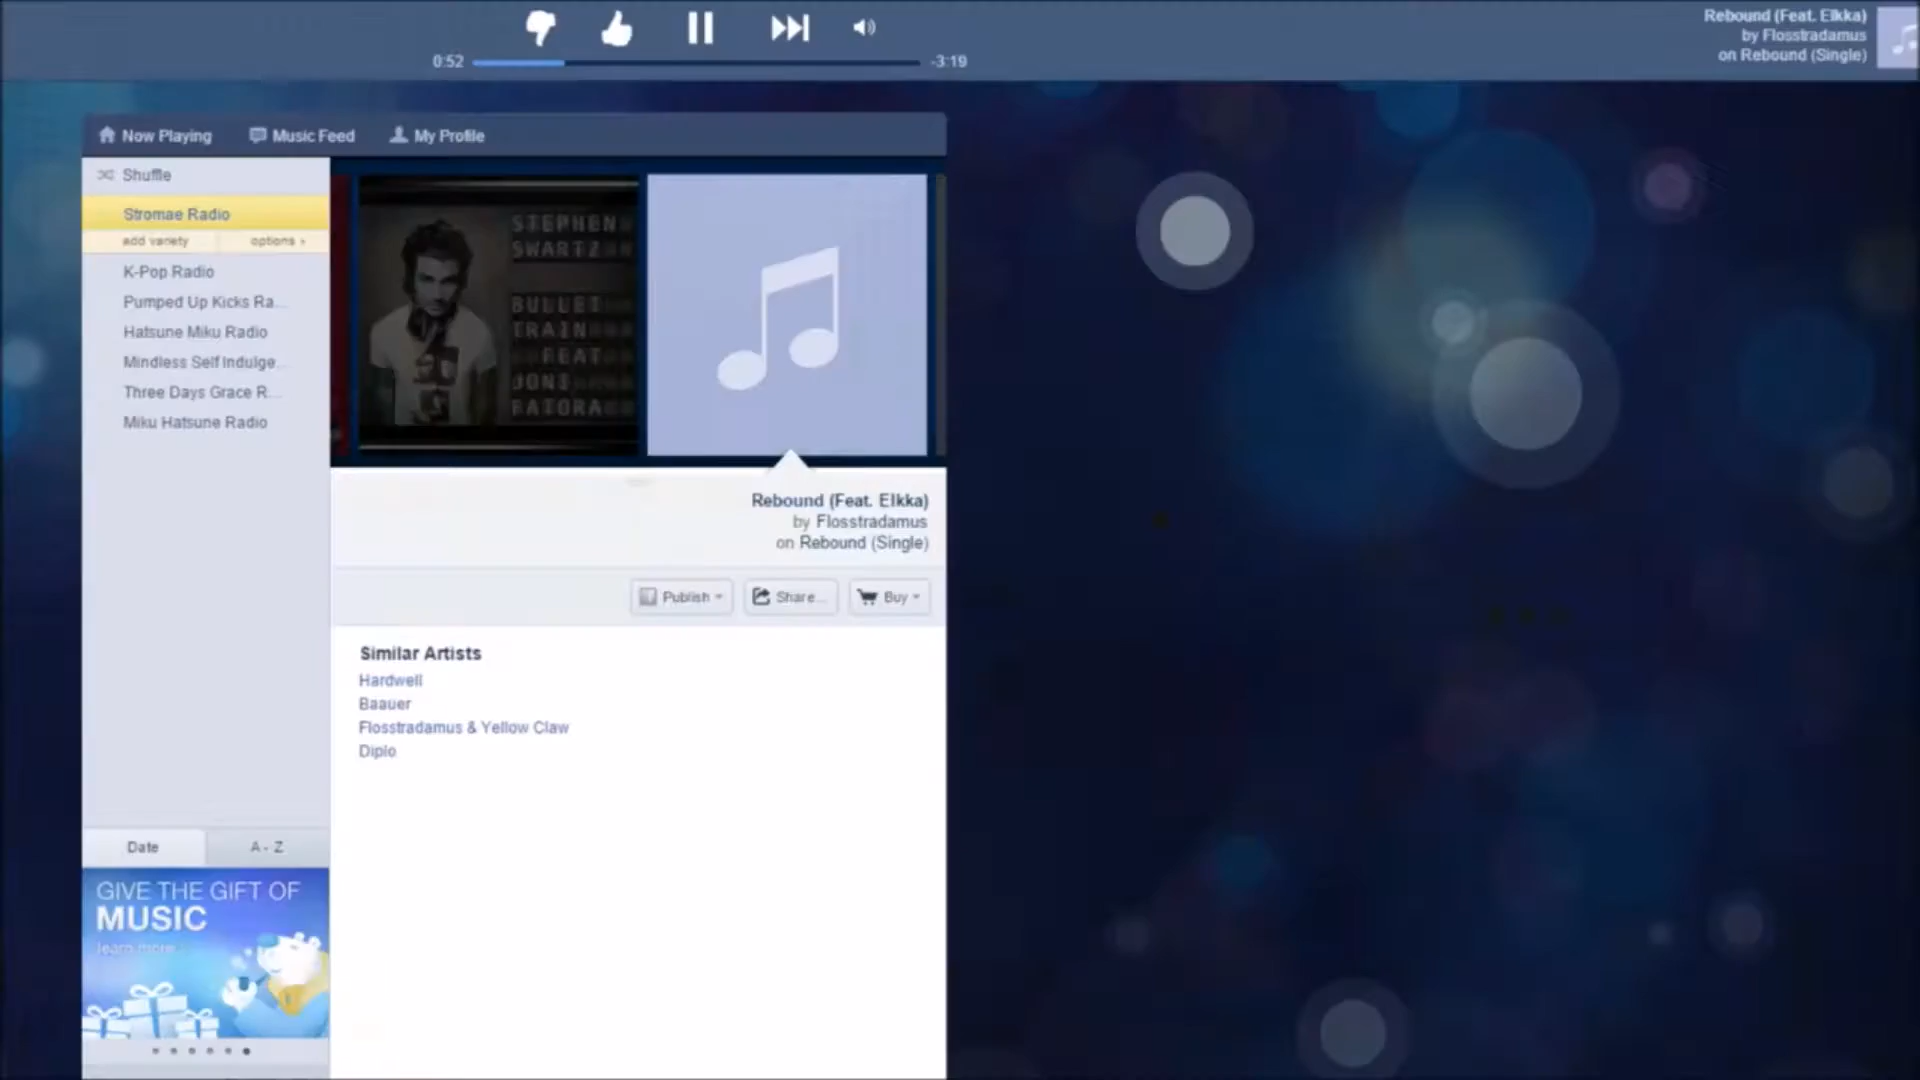 0:52
-3:19
Rebound (Feat. Elkka)
by Flosstradamus
on Rebound (Single)
Now Playing
Music Feed
My Profile
Shuffle
Stromae Radio
add variety
options ›
K-Pop Radio
Pumped Up Kicks Ra...
Hatsune Miku Radio
Mindless Self Indulge...
Three Days Grace R...
Miku Hatsune Radio
STEPHEN
SWARTZ
BULLET
TRAIN
FEAT
JONI
FATORA
Rebound (Feat. Elkka)
by Flosstradamus
on Rebound (Single)
Publish
Share...
Buy
Similar Artists
Hardwell
Baauer
Flosstradamus & Yellow Claw
Diplo
Date
A - Z
GIVE THE GIFT OF
MUSIC
learn more